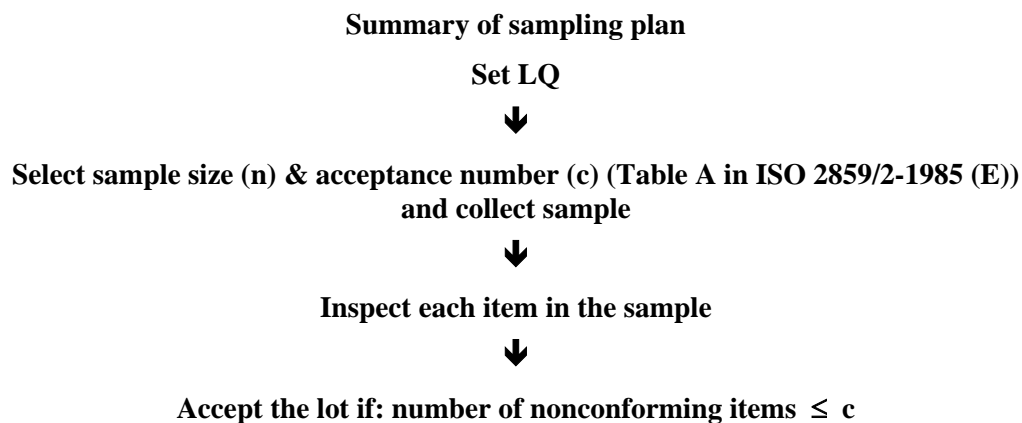 Summary of sampling plan
Set LQ
🡻
Select sample size (n) & acceptance number (c) (Table A in ISO 2859/2-1985 (E))
and collect sample
🡻
Inspect each item in the sample
🡻
Accept the lot if: number of nonconforming items ≤ c